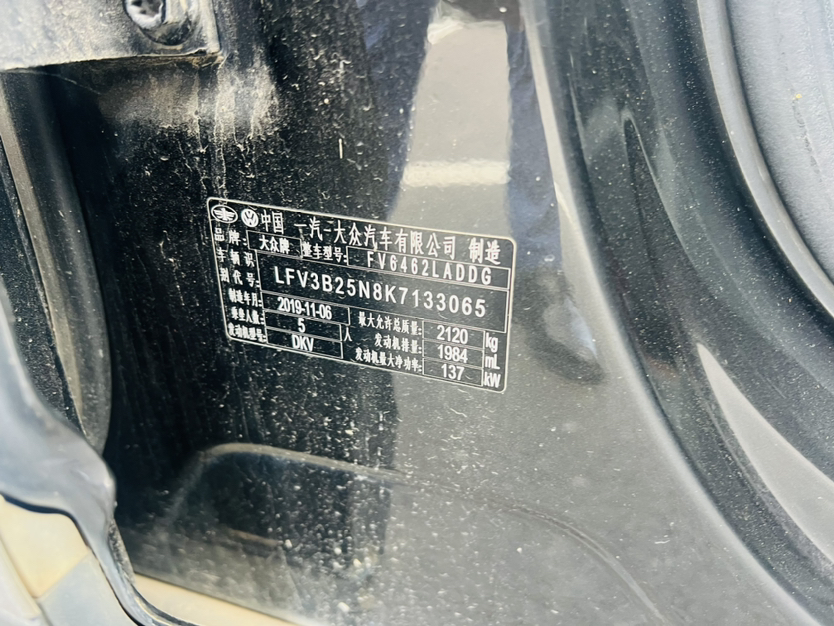 中国 一汽-大众汽车有限公司 制造
品牌: 大众牌 整车型号: FV6462LADDG
车辆识别代号: LFV3B25N8K7133065
制造年月: 2019-11-06 最大允许总质量: 2120 kg
乘坐人数: 5 人 发动机排量: 1984 mL
发动机型号: DKV 发动机最大净功率: 137 kW